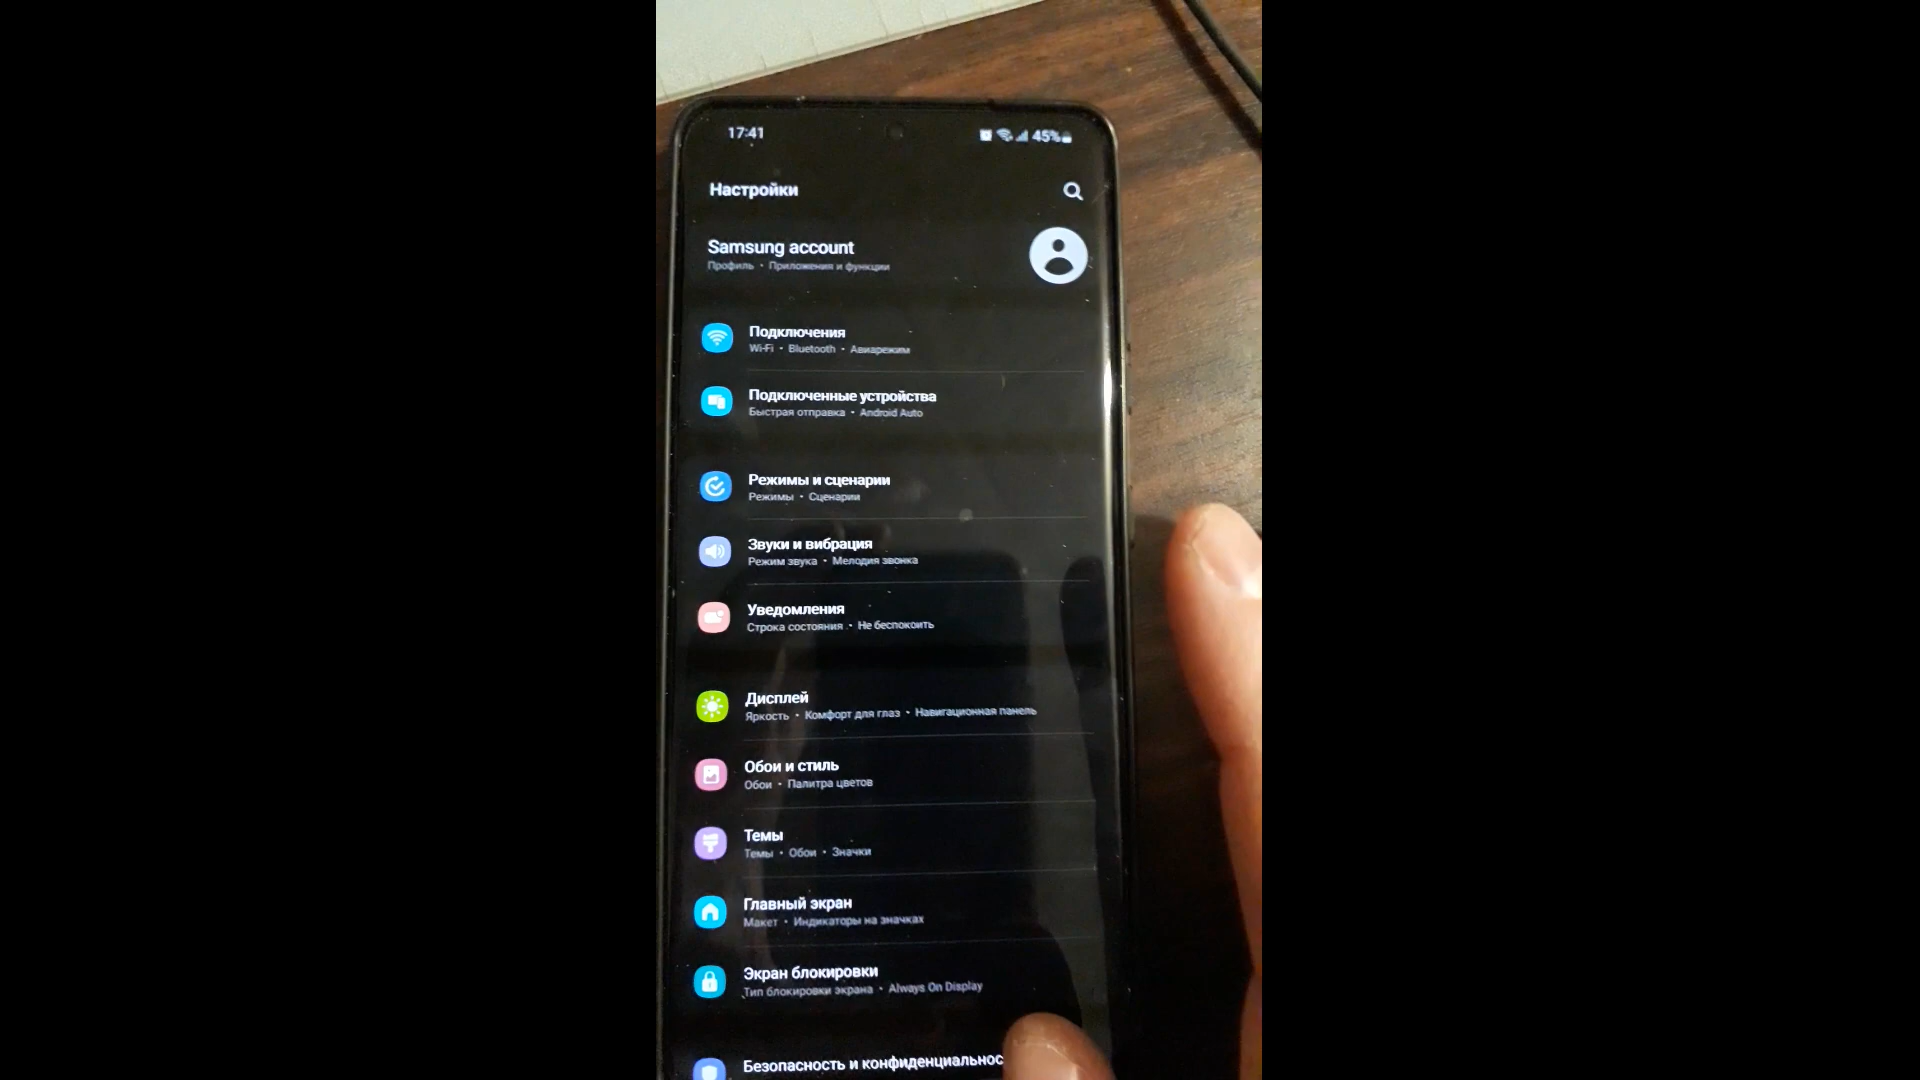 17:41
45%
Настройки
Samsung account
Профиль • Приложения и функции
Подключения
Wi-Fi • Bluetooth • Авиарежим
Подключенные устройства
Быстрая отправка • Android Auto
Режимы и сценарии
Режимы • Сценарии
Звуки и вибрация
Режим звука • Мелодия звонка
Уведомления
Строка состояния • Не беспокоить
Дисплей
Яркость • Комфорт для глаз • Навигационная панель
Обои и стиль
Обои • Палитра цветов
Темы
Темы • Обои • Значки
Главный экран
Макет • Индикаторы на значках
Экран блокировки
Тип блокировки экрана • Always On Display
Безопасность и конфиденциальнос